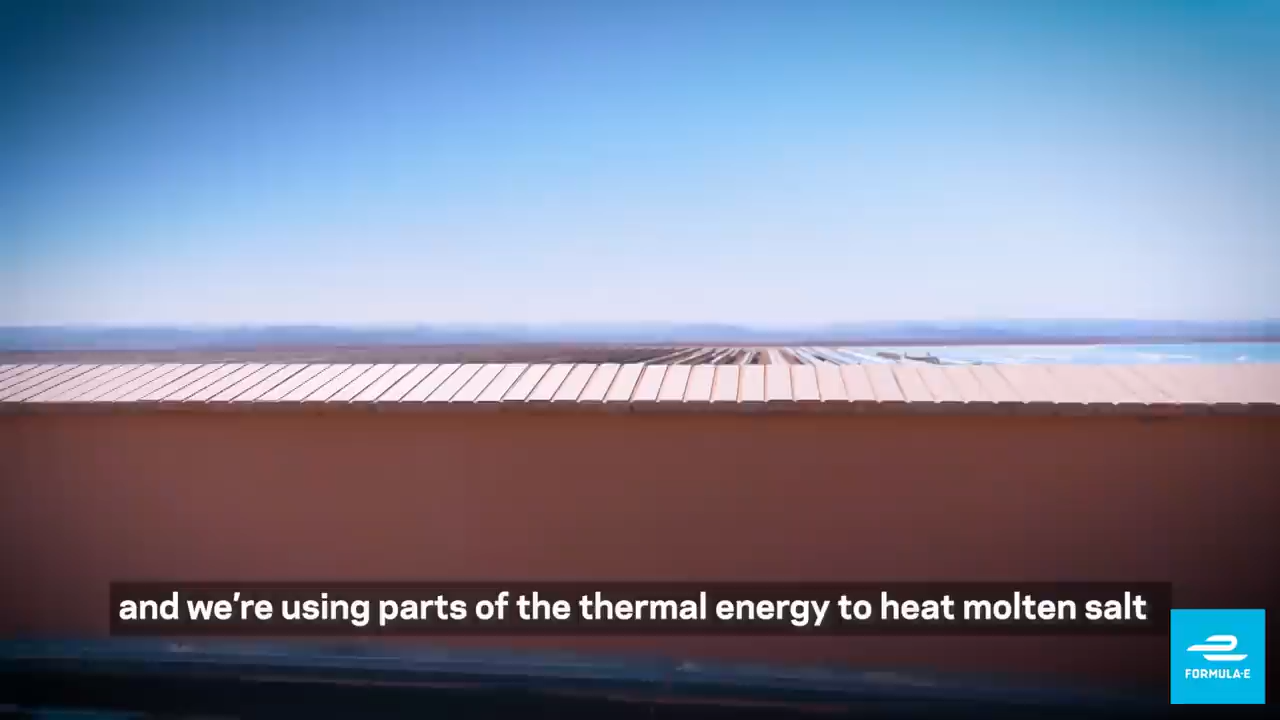 and we're using parts of the thermal energy to heat molten salt
FORMULA-E